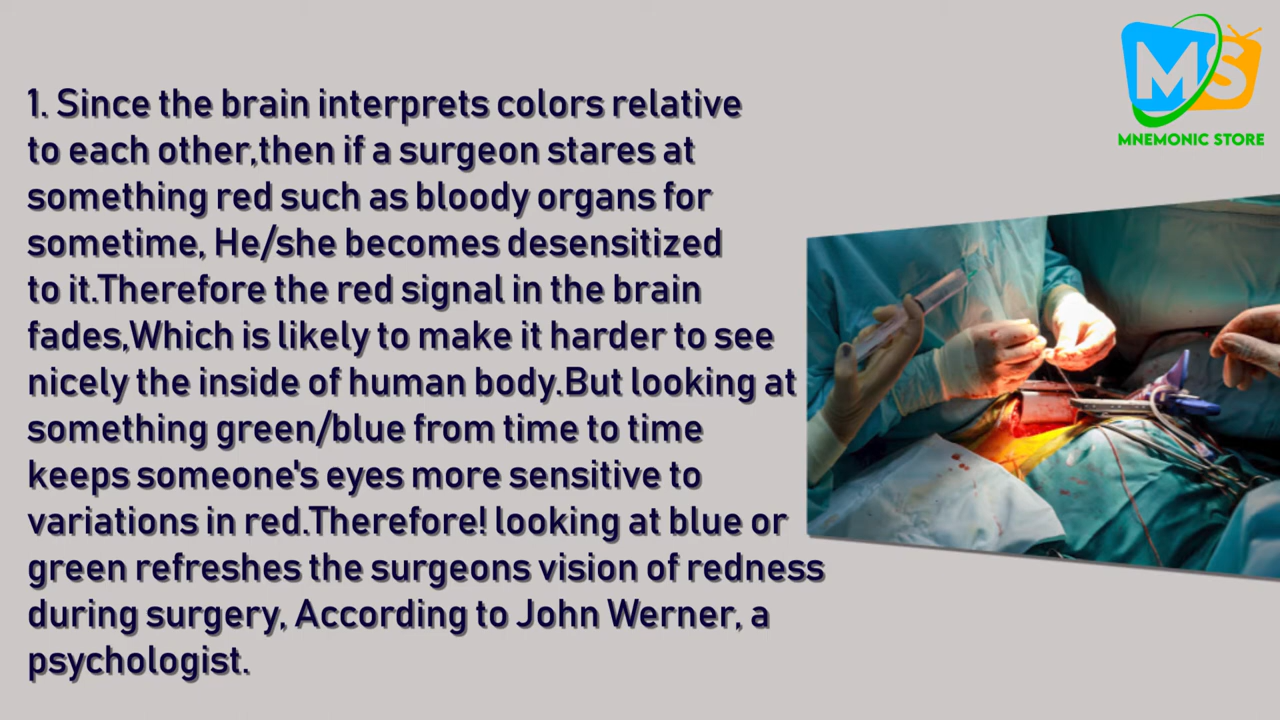 1. Since the brain interprets colors relative
to each other,then if a surgeon stares at
something red such as bloody organs for
sometime, He/she becomes desensitized
to it.Therefore the red signal in the brain
fades,Which is likely to make it harder to see
nicely the inside of human body.But looking at
something green/blue from time to time
keeps someone's eyes more sensitive to
variations in red.Therefore! looking at blue or
green refreshes the surgeons vision of redness
during surgery, According to John Werner, a
psychologist.
MS
MNEMONIC STORE